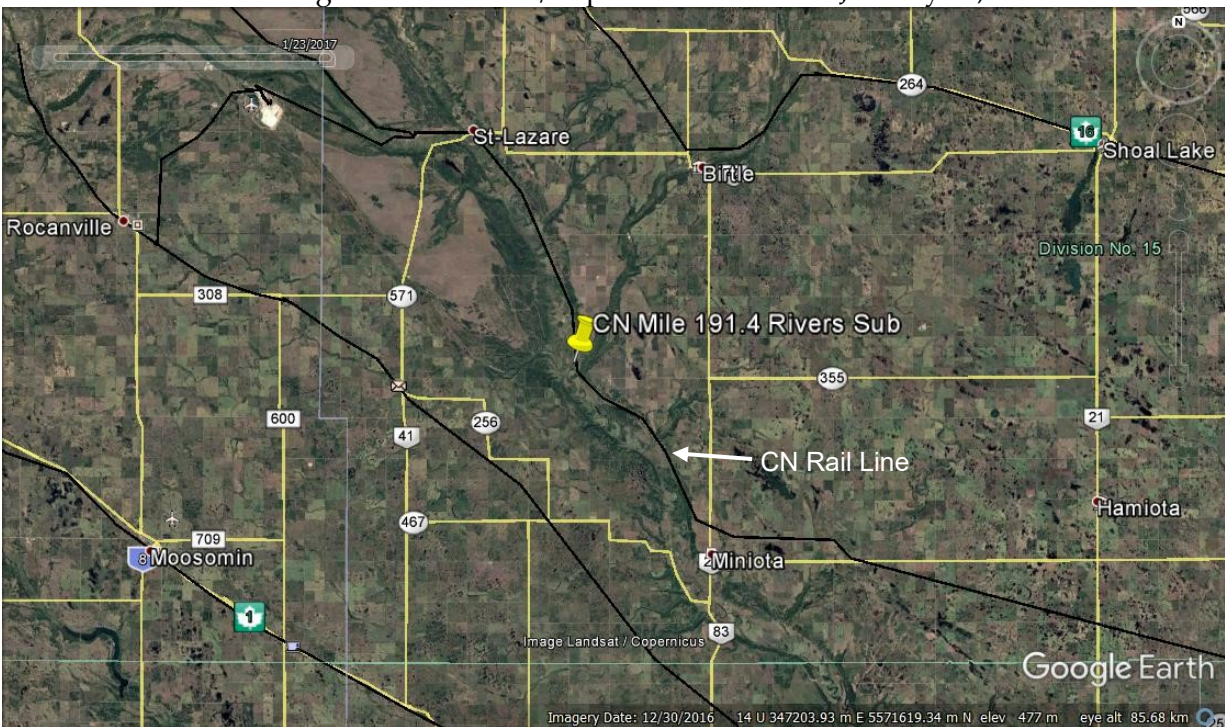 566
N
1/23/2017
264
16
St-Lazare
Shoal Lake
Birtle
Rocanville
Division No. 15
308
571
CN Mile 191.4 Rivers Sub
355
600
256
21
41
CN Rail Line
Hamiota
467
709
8
Moosomin
Miniota
1
83
Image Landsat / Copernicus
Google Earth
Imagery Date: 12/30/2016 14 U 347203.93 m E 5571619.34 m N elev 477 m eye alt 85.68 km